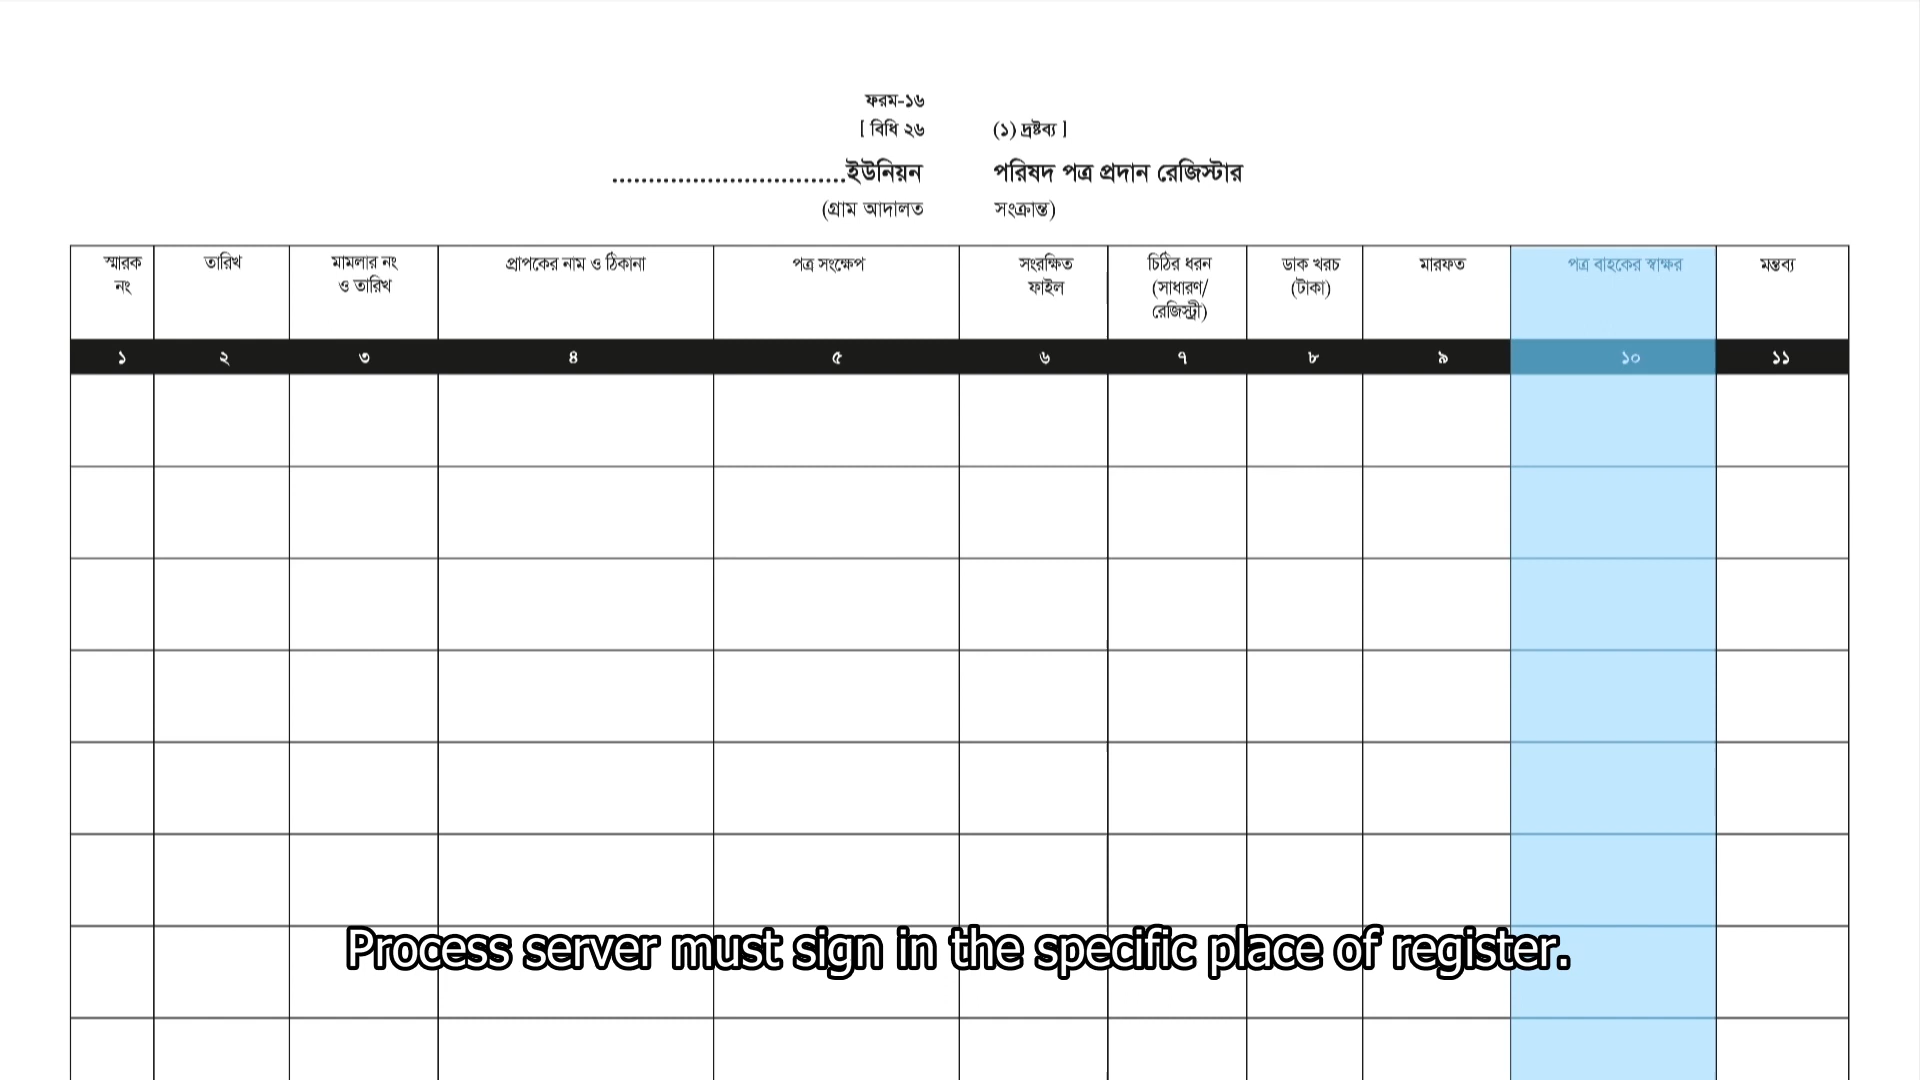 ফরম-১৬
[ বিধি ২৬ (১) দ্রষ্টব্য ]
................................ইউনিয়ন পরিষদ পত্র প্রদান রেজিস্টার
(গ্রাম আদালত সংক্রান্ত)
স্মারক নং
তারিখ
মামলার নং ও তারিখ
প্রাপকের নাম ও ঠিকানা
পত্র সংক্ষেপ
সংরক্ষিত ফাইল
চিঠির ধরন (সাধারণ/ রেজিস্ট্রী)
ডাক খরচ (টাকা)
মারফত
পত্র বাহকের স্বাক্ষর
মন্তব্য
১ ২ ৩ ৪ ৫ ৬ ৭ ৮ ৯ ১০ ১১
Process server must sign in the specific place of register.